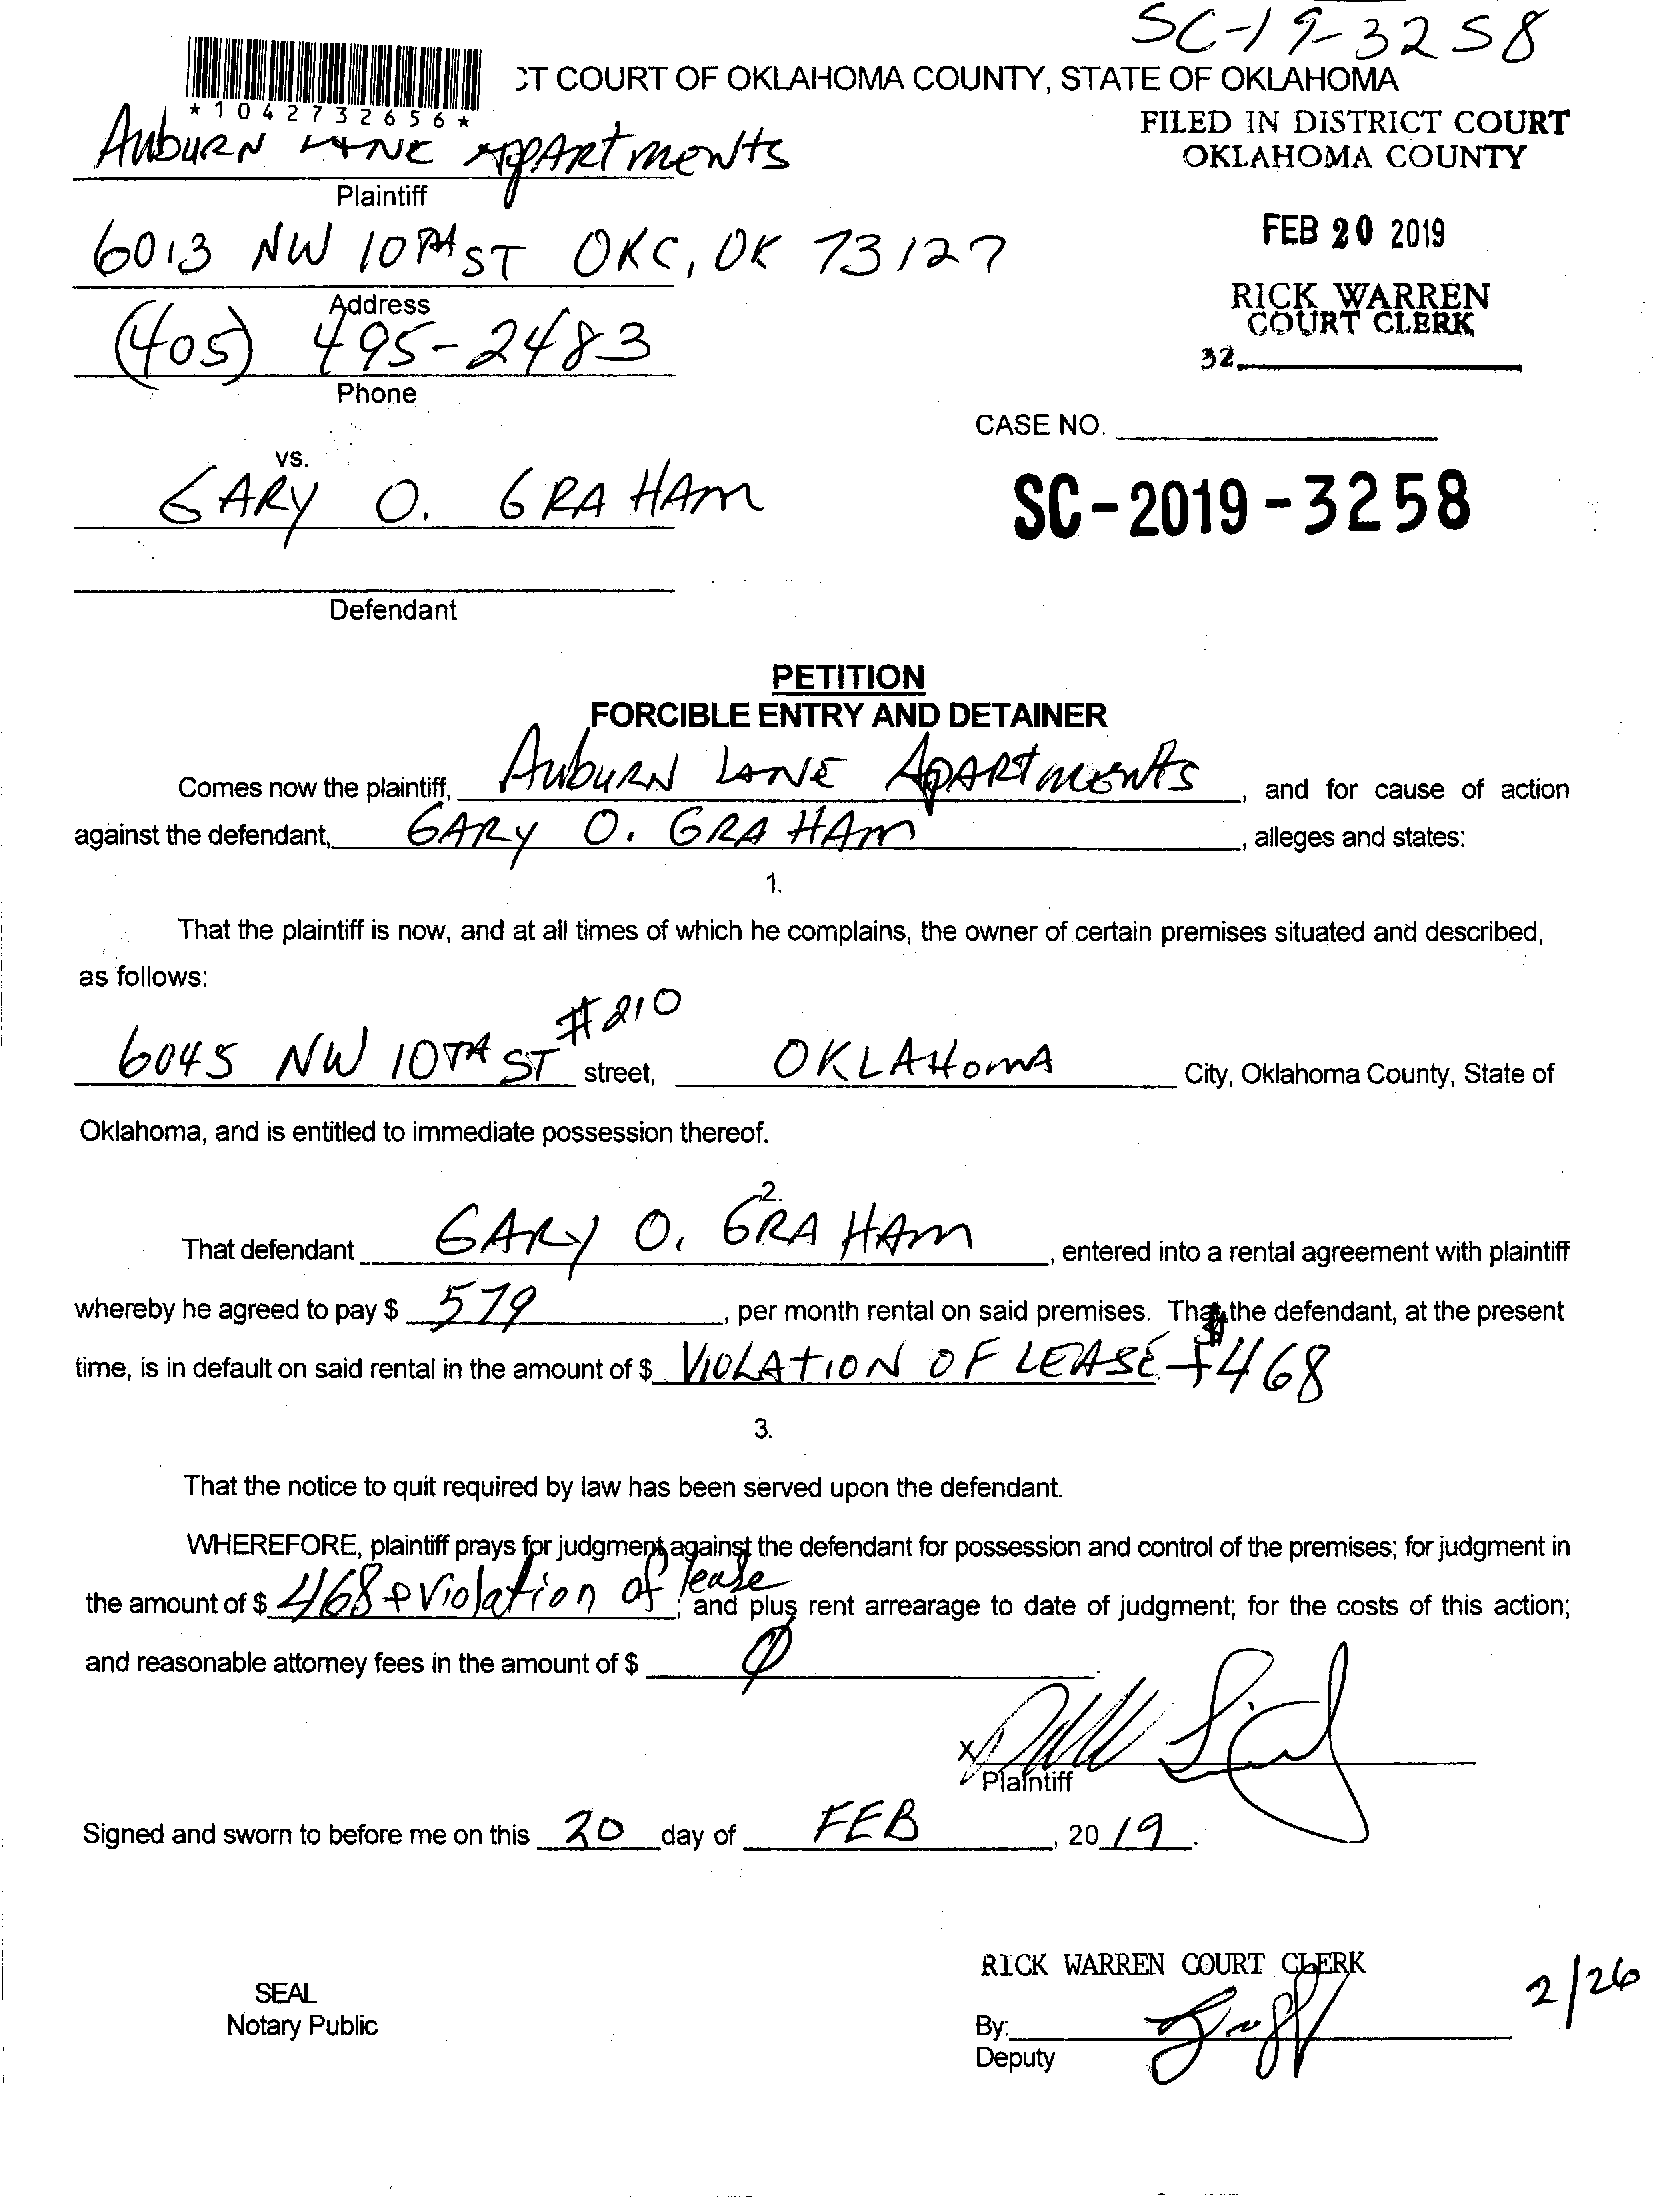 SC-19-3258
CT COURT OF OKLAHOMA COUNTY, STATE OF OKLAHOMA
*1042732656*
FILED IN DISTRICT COURT
OKLAHOMA COUNTY
Auburn Lane Appartments
Plaintiff
FEB 20 2019
6013 NW 10TH ST OKC, OK 73127
Address
RICK WARREN
COURT CLERK
(405) 495-2483
32
Phone
CASE NO.
vs.
GARY O. GRAHAM
SC-2019-3258
Defendant
PETITION
FORCIBLE ENTRY AND DETAINER
Comes now the plaintiff, Auburn Lane Apartments, and for cause of action
against the defendant, GARY O. GRAHAM, alleges and states:
1.
That the plaintiff is now, and at all times of which he complains, the owner of certain premises situated and described,
as follows:
#210
6045 NW 10TH ST street, OKLAHOMA City, Oklahoma County, State of
Oklahoma, and is entitled to immediate possession thereof.
2.
That defendant GARY O. GRAHAM, entered into a rental agreement with plaintiff
whereby he agreed to pay $ 579, per month rental on said premises. That the defendant, at the present
time, is in default on said rental in the amount of $ VIOLATION OF LEASE + $468
3.
That the notice to quit required by law has been served upon the defendant.
WHEREFORE, plaintiff prays for judgment against the defendant for possession and control of the premises; for judgment in
the amount of $ 468 + Violation of lease; and plus rent arrearage to date of judgment; for the costs of this action;
and reasonable attorney fees in the amount of $ 0
X
Plaintiff
Signed and sworn to before me on this 20 day of FEB, 2019.
RICK WARREN COURT CLERK
2/26
SEAL
Notary Public
By:
Deputy